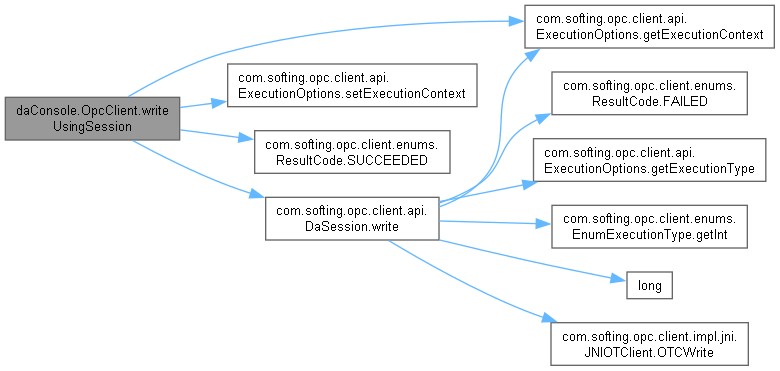 daConsole.OpcClient.write
UsingSession
com.softing.opc.client.api.
ExecutionOptions.getExecutionContext
com.softing.opc.client.api.
ExecutionOptions.setExecutionContext
com.softing.opc.client.enums.
ResultCode.SUCCEEDED
com.softing.opc.client.api.
DaSession.write
com.softing.opc.client.enums.
ResultCode.FAILED
com.softing.opc.client.api.
ExecutionOptions.getExecutionType
com.softing.opc.client.enums.
EnumExecutionType.getInt
long
com.softing.opc.client.impl.jni.
JNIOTClient.OTCWrite